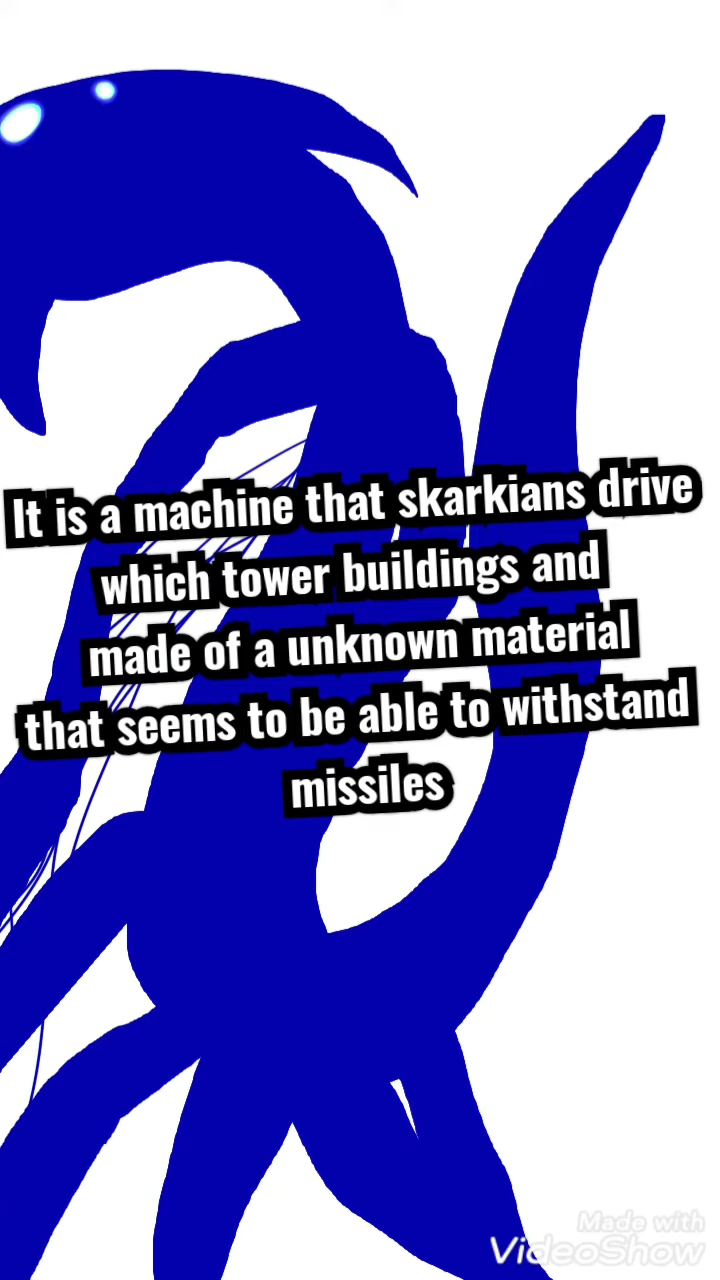 It is a machine that skarkians drive
which tower buildings and
made of a unknown material
that seems to be able to withstand
missiles
Made with
VideoShow